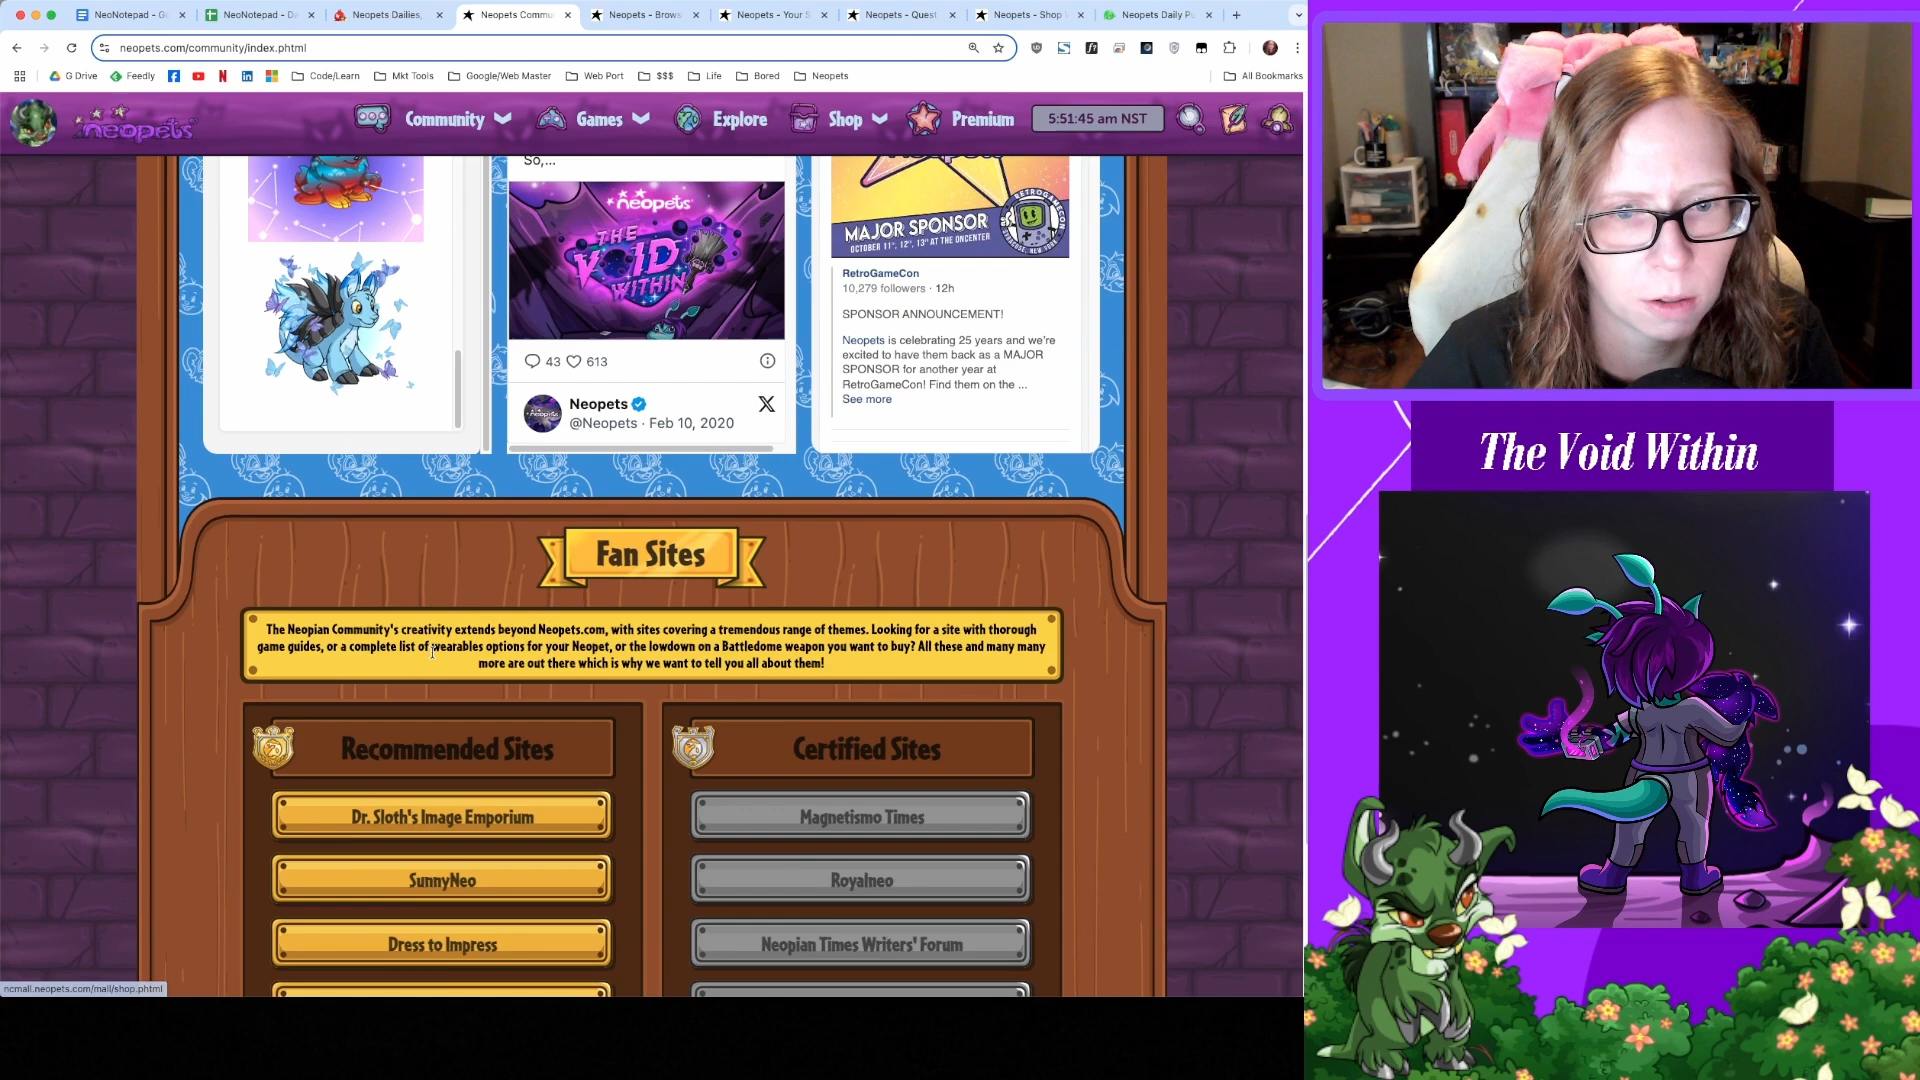 NeoNotepad - G
NeoNotepad - D
Neopets Dailies,
Neopets Commu
Neopets - Brows
Neopets - Your S
Neopets - Quest
Neopets - Shop
Neopets Daily Pu
neopets.com/community/index.phtml
G Drive
Feedly
Code/Learn
Mkt Tools
Google/Web Master
Web Port
$$$
Life
Bored
Neopets
All Bookmarks
neopets
Community
Games
Explore
Shop
Premium
5:51:45 am NST
So,...
neopets
THE
VOID
WITHIN
43
613
Neopets
@Neopets · Feb 10, 2020
MAJOR SPONSOR
OCTOBER 11", 12", 13" AT THE ONCENTER
RetroGameCon
10,279 followers · 12h
SPONSOR ANNOUNCEMENT!
Neopets is celebrating 25 years and we're
excited to have them back as a MAJOR
SPONSOR for another year at
RetroGameCon! Find them on the ...
See more
Fan Sites
The Neopian Community's creativity extends beyond Neopets.com, with sites covering a tremendous range of themes. Looking for a site with thorough
game guides, or a complete list of wearables options for your Neopet, or the lowdown on a Battledome weapon you want to buy? All these and many many
more are out there which is why we want to tell you all about them!
Recommended Sites
Certified Sites
Dr. Sloth's Image Emporium
Magnetismo Times
SunnyNeo
Royalneo
Dress to Impress
Neopian Times Writers' Forum
ncmall.neopets.com/mall/shop.phtml
The Void Within